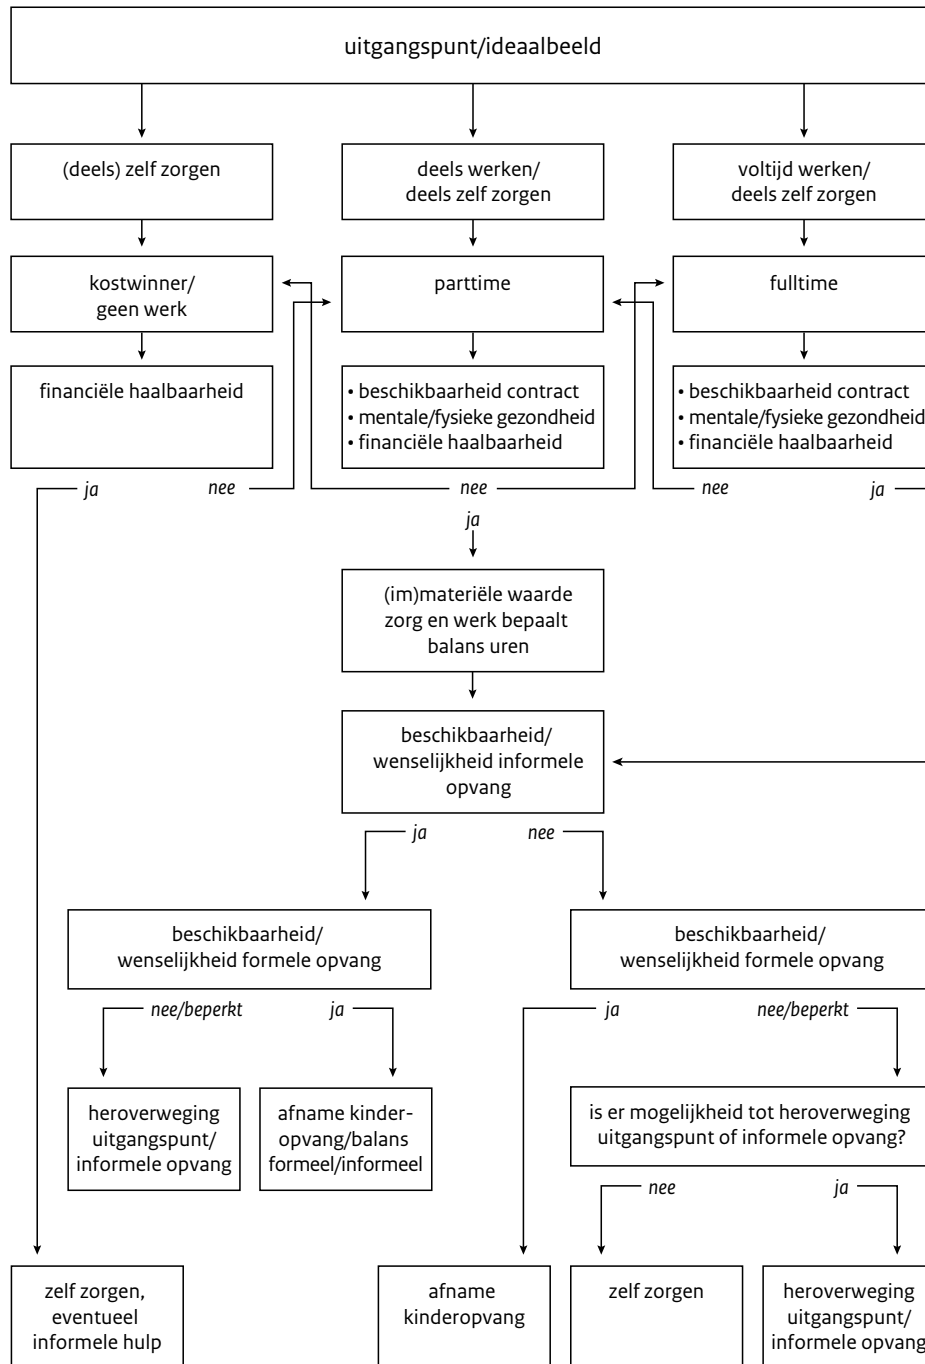 uitgangspunt/ideaalbeeld
(deels) zelf zorgen
deels werken/
deels zelf zorgen
voltijd werken/
deels zelf zorgen
kostwinner/
geen werk
parttime
fulltime
financiële haalbaarheid
• beschikbaarheid contract
• mentale/fysieke gezondheid
• financiële haalbaarheid
• beschikbaarheid contract
• mentale/fysieke gezondheid
• financiële haalbaarheid
ja
nee
nee
nee
ja
ja
(im)materiële waarde
zorg en werk bepaalt
balans uren
beschikbaarheid/
wenselijkheid informele
opvang
ja
nee
beschikbaarheid/
wenselijkheid formele opvang
beschikbaarheid/
wenselijkheid formele opvang
nee/beperkt
ja
ja
nee/beperkt
heroverweging
uitgangspunt/
informele opvang
afname kinder-
opvang/balans
formeel/informeel
is er mogelijkheid tot heroverweging
uitgangspunt of informele opvang?
nee
ja
zelf zorgen,
eventueel
informele hulp
afname
kinderopvang
zelf zorgen
heroverweging
uitgangspunt/
informele opvang